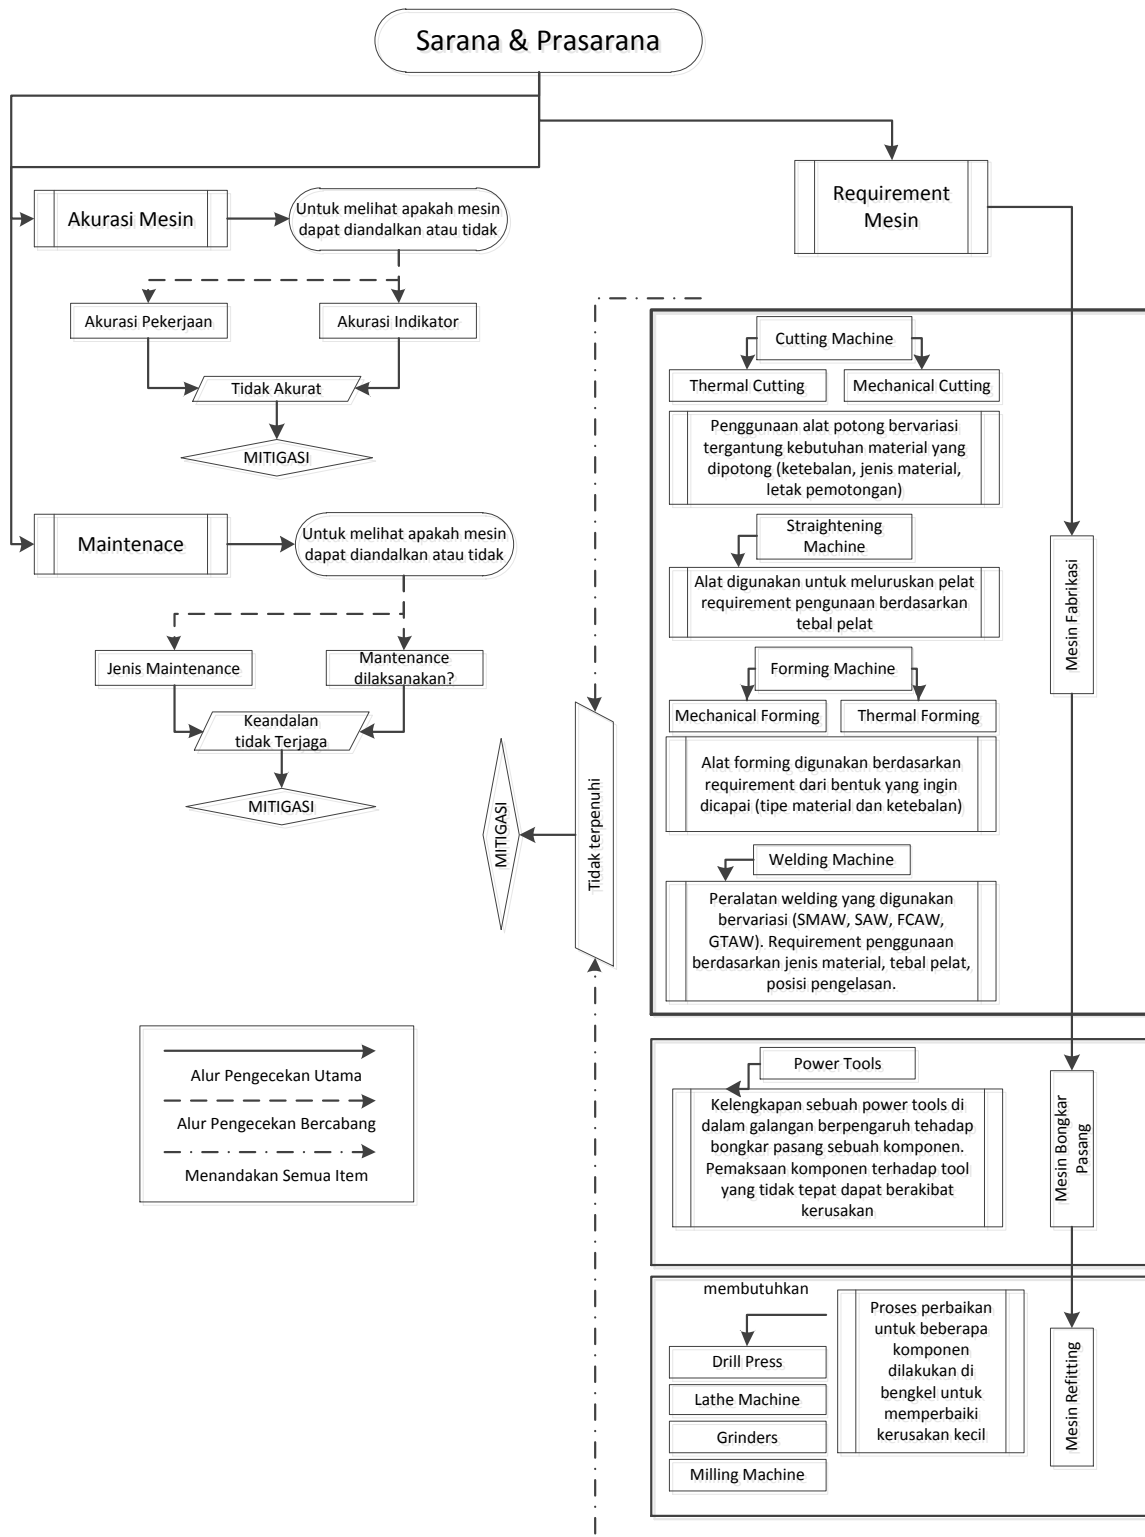 Sarana & Prasarana
Akurasi Mesin
Untuk melihat apakah mesin
dapat diandalkan atau tidak
Akurasi Pekerjaan
Akurasi Indikator
Tidak Akurat
MITIGASI
Maintenace
Untuk melihat apakah mesin
dapat diandalkan atau tidak
Jenis Maintenance
Mantenance
dilaksanakan?
Keandalan
tidak Terjaga
MITIGASI
Alur Pengecekan Utama
Alur Pengecekan Bercabang
Menandakan Semua Item
MITIGASI
Tidak terpenuhi
Requirement
Mesin
Cutting Machine
Thermal Cutting
Mechanical Cutting
Penggunaan alat potong bervariasi
tergantung kebutuhan material yang
dipotong (ketebalan, jenis material,
letak pemotongan)
Straightening
Machine
Alat digunakan untuk meluruskan pelat
requirement pengunaan berdasarkan
tebal pelat
Forming Machine
Mechanical Forming
Thermal Forming
Alat forming digunakan berdasarkan
requirement dari bentuk yang ingin
dicapai (tipe material dan ketebalan)
Welding Machine
Peralatan welding yang digunakan
bervariasi (SMAW, SAW, FCAW,
GTAW). Requirement penggunaan
berdasarkan jenis material, tebal pelat,
posisi pengelasan.
Mesin Fabrikasi
Power Tools
Kelengkapan sebuah power tools di
dalam galangan berpengaruh tehadap
bongkar pasang sebuah komponen.
Pemaksaan komponen terhadap tool
yang tidak tepat dapat berakibat
kerusakan
Mesin Bongkar
Pasang
membutuhkan
Drill Press
Lathe Machine
Grinders
Milling Machine
Proses perbaikan
untuk beberapa
komponen
dilakukan di
bengkel untuk
memperbaiki
kerusakan kecil
Mesin Refitting